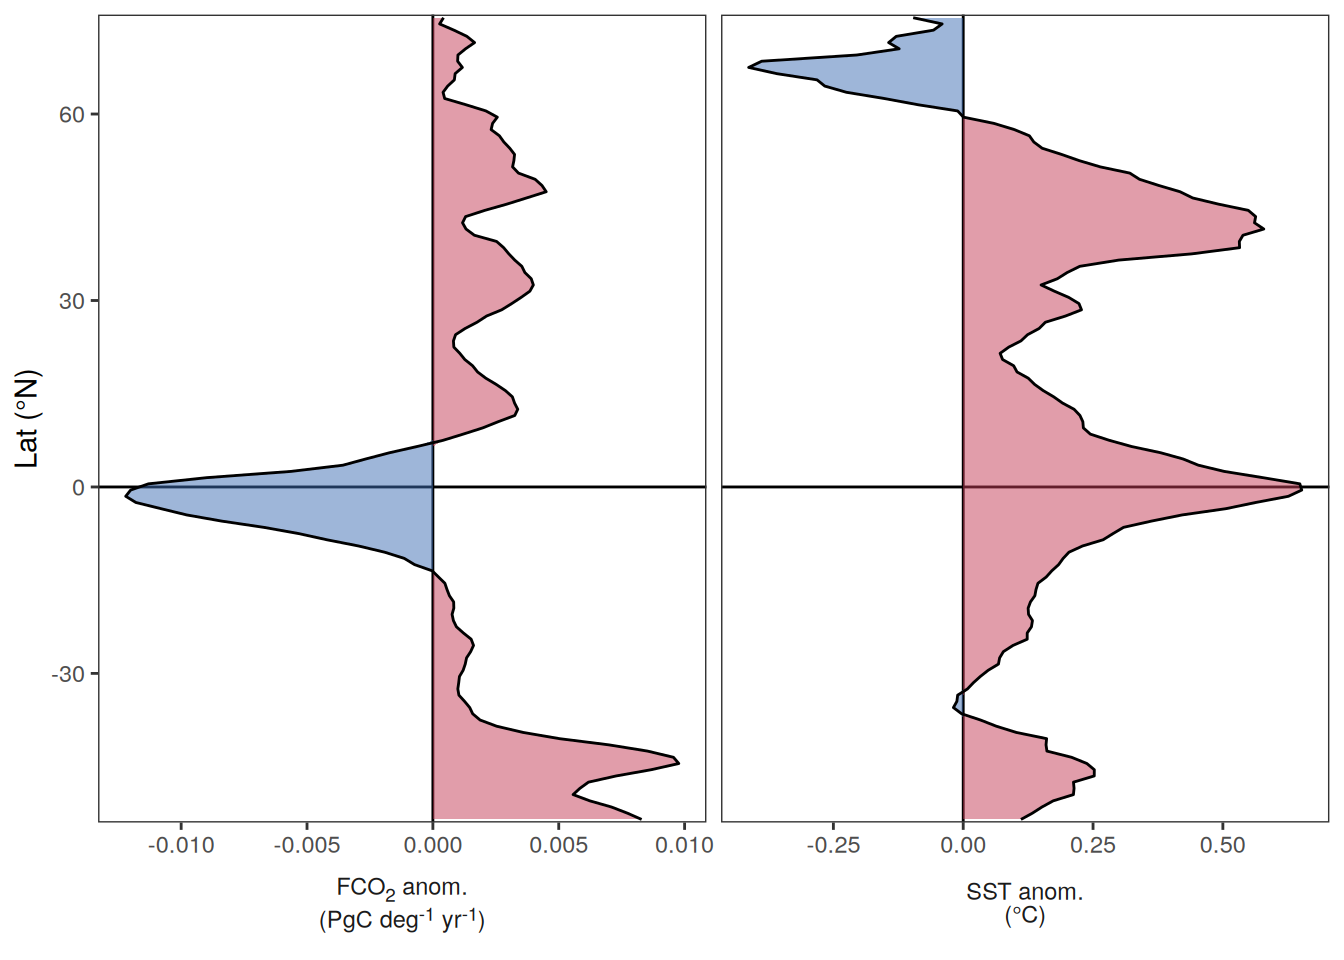 Lat (°N)
60
30
0
-30
-0.010 -0.005 0.000 0.005 0.010
-0.25 0.00 0.25 0.50
FCO₂ anom.
(PgC deg⁻¹ yr⁻¹)
SST anom.
(°C)